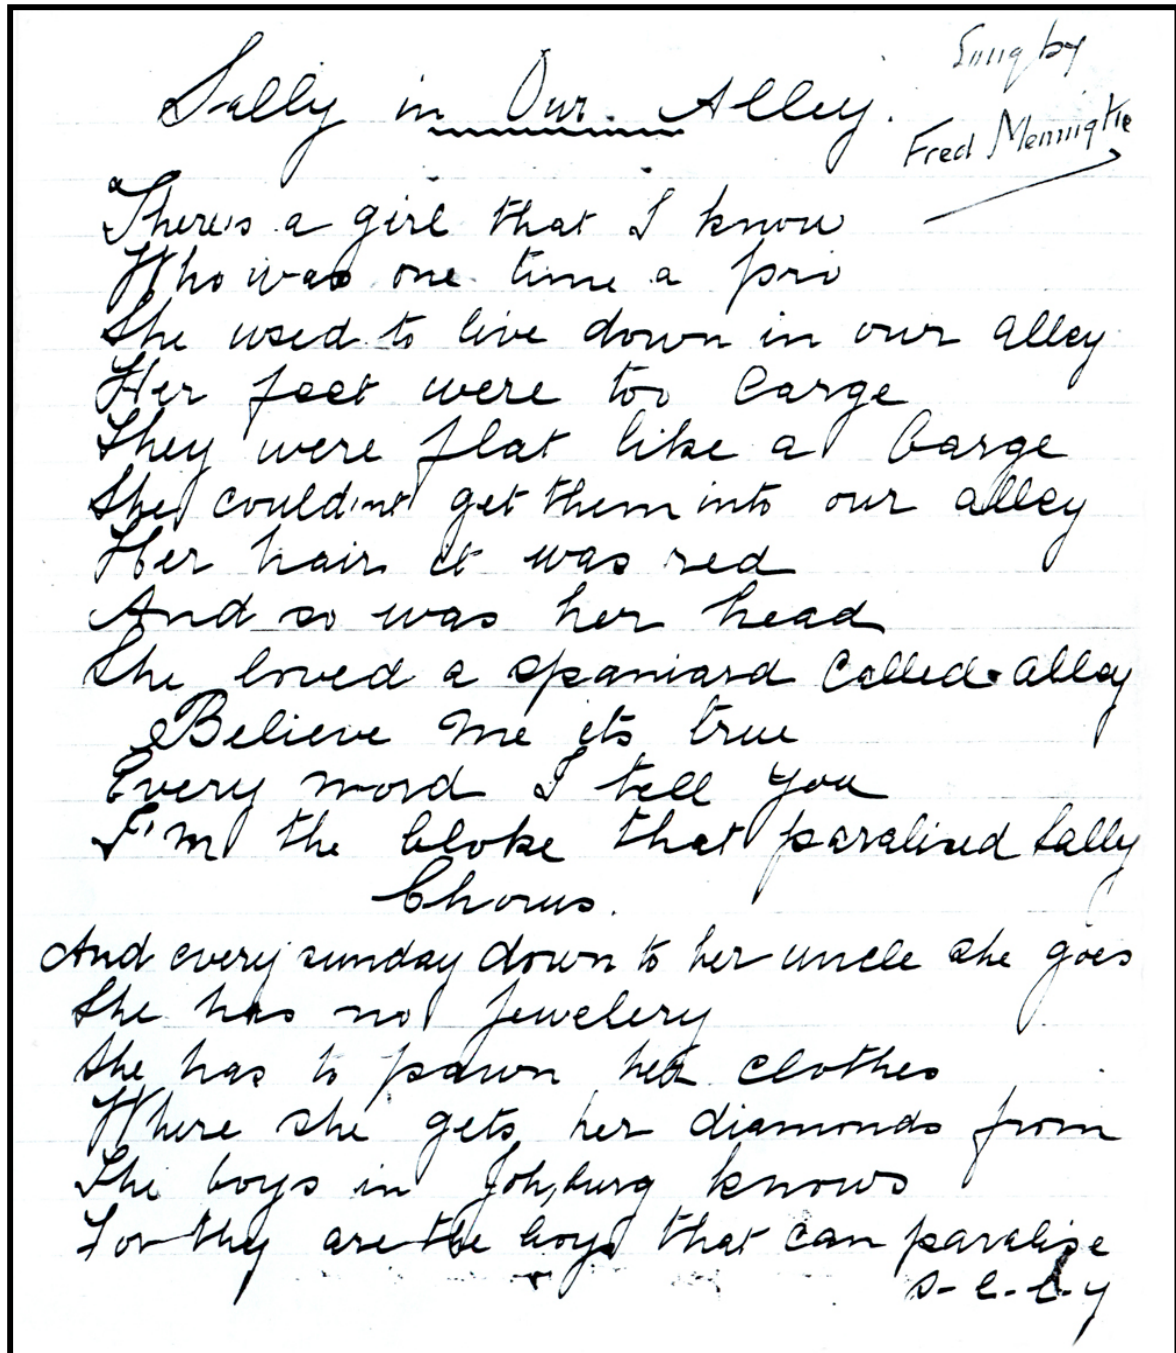 Sally in Our. Alley.
Sung by
Fred Mennigke
There's a girl that I know
Who was one time a pro
She used to live down in our alley
Her feet were too large
They were flat like a barge
She could'nt get them into our alley
Her hair it was red
And so was her head
She loved a spaniard called alley
Believe me its true
Every word I tell you
I'm the bloke that paralised Sally
Chorus.
And every sunday down to her uncle she goes
She has no jewelery
She has to pawn her clothes
Where she gets her diamonds from
The boys in Joh,burg knows
For they are the boys that can paralise